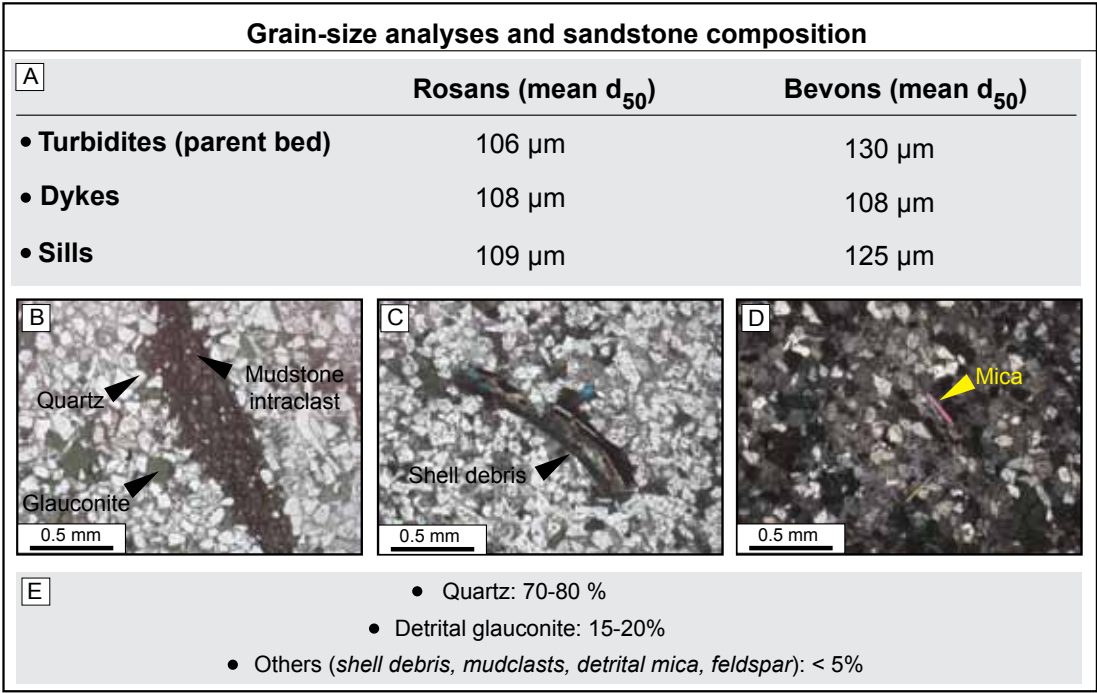 Grain-size analyses and sandstone composition
A
Rosans (mean d50) Bevons (mean d50)
• Turbidites (parent bed) 106 µm 130 µm
• Dykes 108 µm 108 µm
• Sills 109 µm 125 µm
B
Quartz
Mudstone
intraclast
Glauconite
0.5 mm
C
Shell debris
0.5 mm
D
Mica
0.5 mm
E
• Quartz: 70-80 %
• Detrital glauconite: 15-20%
• Others (shell debris, mudclasts, detrital mica, feldspar): < 5%